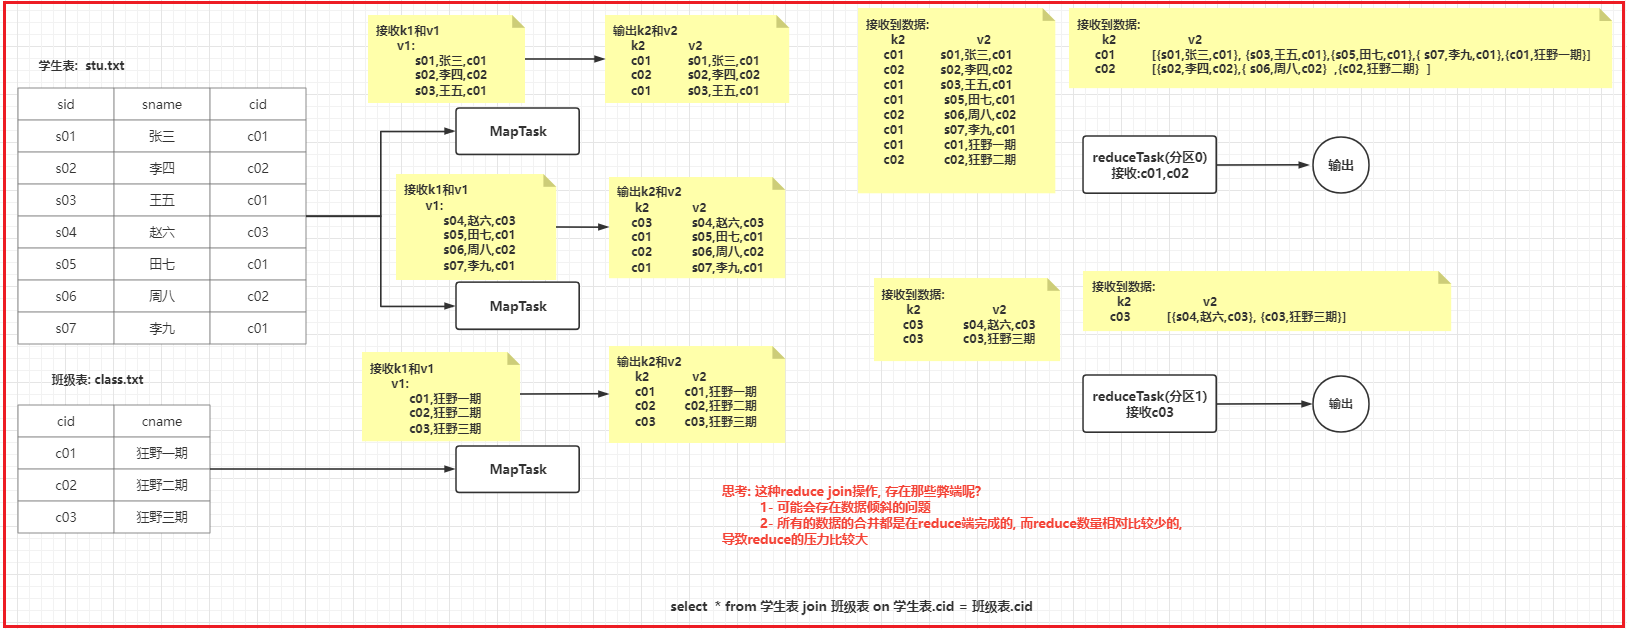 学生表: stu.txt
sid sname cid
s01 张三 c01
s02 李四 c02
s03 王五 c01
s04 赵六 c03
s05 田七 c01
s06 周八 c02
s07 李九 c01
班级表: class.txt
cid cname
c01 狂野一期
c02 狂野二期
c03 狂野三期
接收k1和v1
v1:
s01,张三,c01
s02,李四,c02
s03,王五,c01
输出k2和v2
k2 v2
c01 s01,张三,c01
c02 s02,李四,c02
c01 s03,王五,c01
MapTask
接收k1和v1
v1:
s04,赵六,c03
s05,田七,c01
s06,周八,c02
s07,李九,c01
输出k2和v2
k2 v2
c03 s04,赵六,c03
c01 s05,田七,c01
c02 s06,周八,c02
c01 s07,李九,c01
MapTask
接收k1和v1
v1:
c01,狂野一期
c02,狂野二期
c03,狂野三期
输出k2和v2
k2 v2
c01 c01,狂野一期
c02 c02,狂野二期
c03 c03,狂野三期
MapTask
接收到数据:
k2 v2
c01 s01,张三,c01
c02 s02,李四,c02
c01 s03,王五,c01
c01 s05,田七,c01
c02 s06,周八,c02
c01 s07,李九,c01
c01 c01,狂野一期
c02 c02,狂野二期
接收到数据:
k2 v2
c01 [{s01,张三,c01}, {s03,王五,c01},{s05,田七,c01},{ s07,李九,c01},{c01,狂野一期}]
c02 [{s02,李四,c02},{ s06,周八,c02} ,{c02,狂野二期} ]
reduceTask(分区0)
接收:c01,c02
输出
接收到数据:
k2 v2
c03 s04,赵六,c03
c03 c03,狂野三期
接收到数据:
k2 v2
c03 [{s04,赵六,c03}, {c03,狂野三期}]
reduceTask(分区1)
接收c03
输出
思考: 这种reduce join操作, 存在那些弊端呢?
1- 可能会存在数据倾斜的问题
2- 所有的数据的合并都是在reduce端完成的, 而reduce数量相对比较少的,
导致reduce的压力比较大
select * from 学生表 join 班级表 on 学生表.cid = 班级表.cid